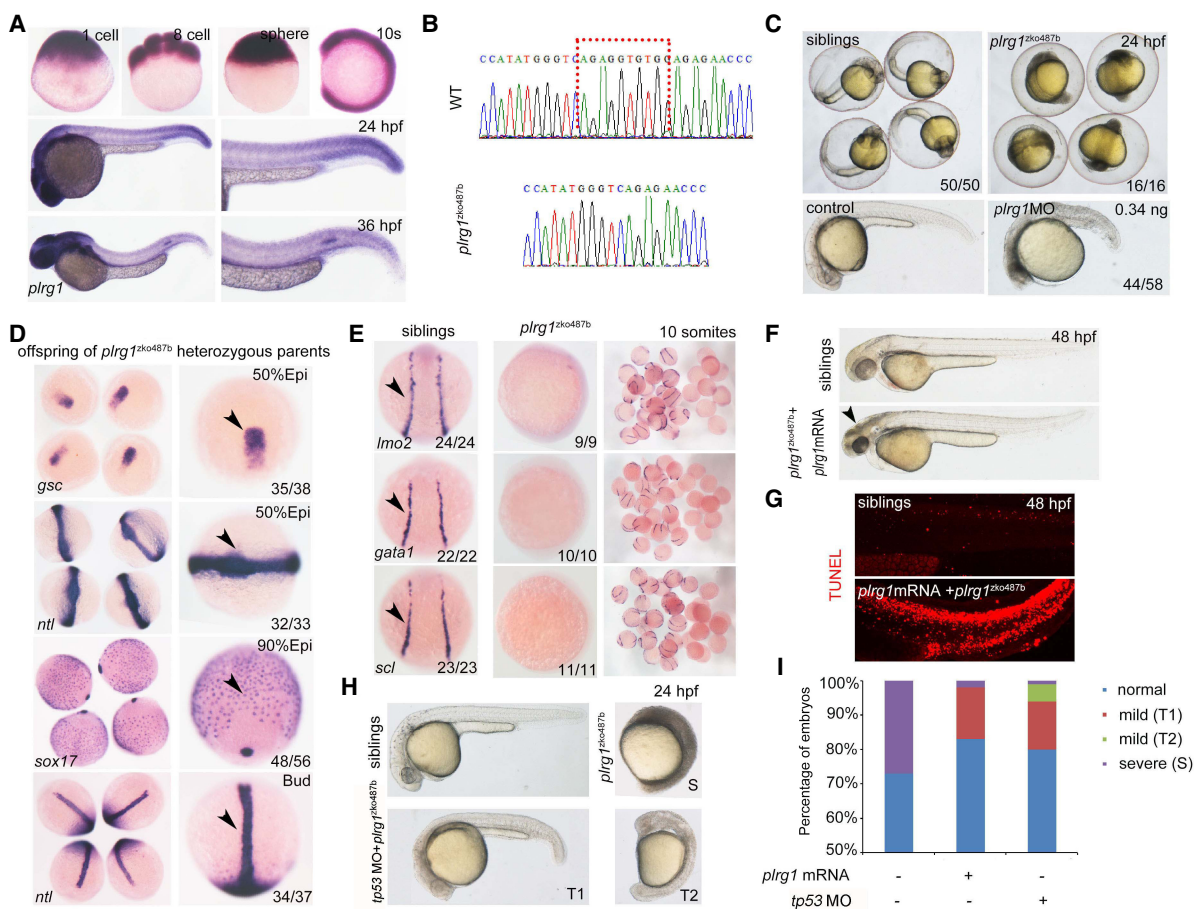 A
1 cell
8 cell
sphere
10s
24 hpf
36 hpf
plrg1
B
WT
CCATATGGGTCAGAGGTGTGCAGAGAACCC
plrg1zko487b
CCATATGGGTCAGAGAACCC
C
siblings
50/50
plrg1zko487b
24 hpf
16/16
control
plrg1MO
0.34 ng
44/58
D
offspring of plrg1zko487b heterozygous parents
gsc
50%Epi
35/38
ntl
50%Epi
32/33
sox17
90%Epi
48/56
ntl
Bud
34/37
E
siblings
plrg1zko487b
10 somites
lmo2
24/24
9/9
gata1
22/22
10/10
scl
23/23
11/11
F
siblings
48 hpf
plrg1zko487b+
plrg1mRNA
G
TUNEL
siblings
48 hpf
plrg1mRNA +plrg1zko487b
H
24 hpf
siblings
plrg1zko487b
S
tp53 MO+plrg1zko487b
T1
T2
I
Percentage of embryos
100%
90%
80%
70%
60%
50%
normal
mild (T1)
mild (T2)
severe (S)
plrg1 mRNA - + -
tp53 MO - - +